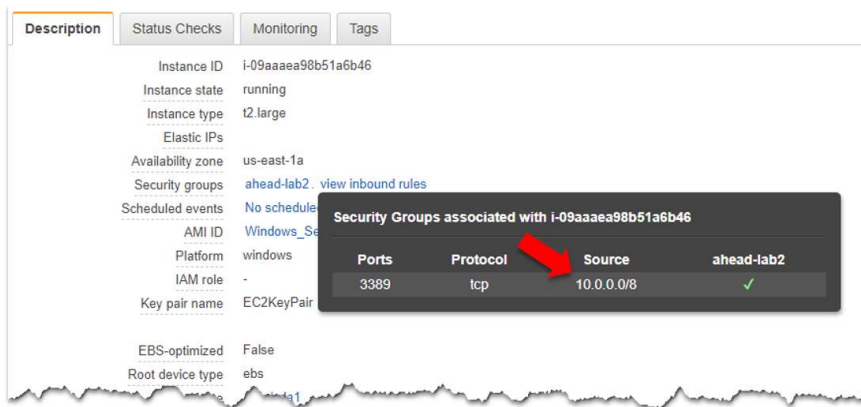 Description Status Checks Monitoring Tags
Instance ID i-09aaaea98b51a6b46
Instance state running
Instance type t2.large
Elastic IPs
Availability zone us-east-1a
Security groups ahead-lab2 . view inbound rules
Scheduled events No schedule
AMI ID Windows_Se
Platform windows
IAM role -
Key pair name EC2KeyPair
Security Groups associated with i-09aaaea98b51a6b46
Ports Protocol Source ahead-lab2
3389 tcp 10.0.0.0/8 ✓
EBS-optimized False
Root device type ebs